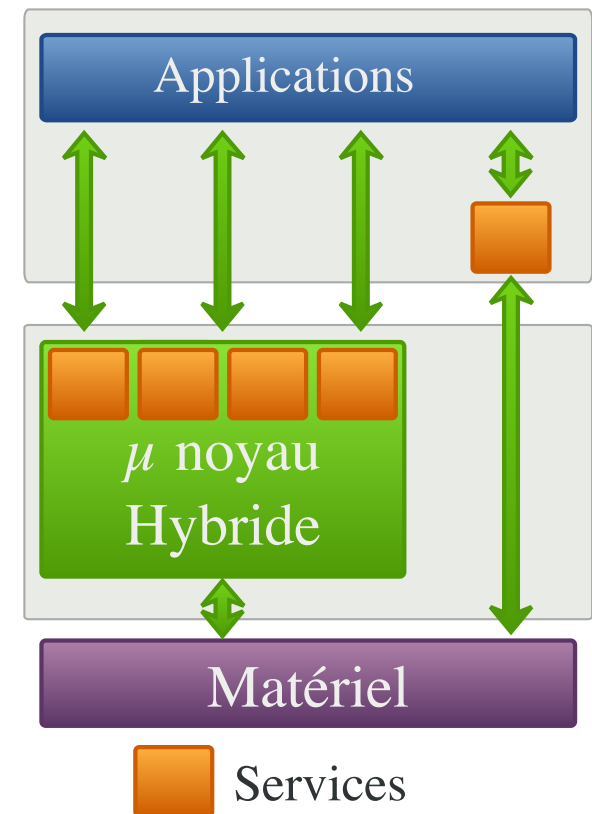 Applications
μ noyau
Hybride
Matériel
Services